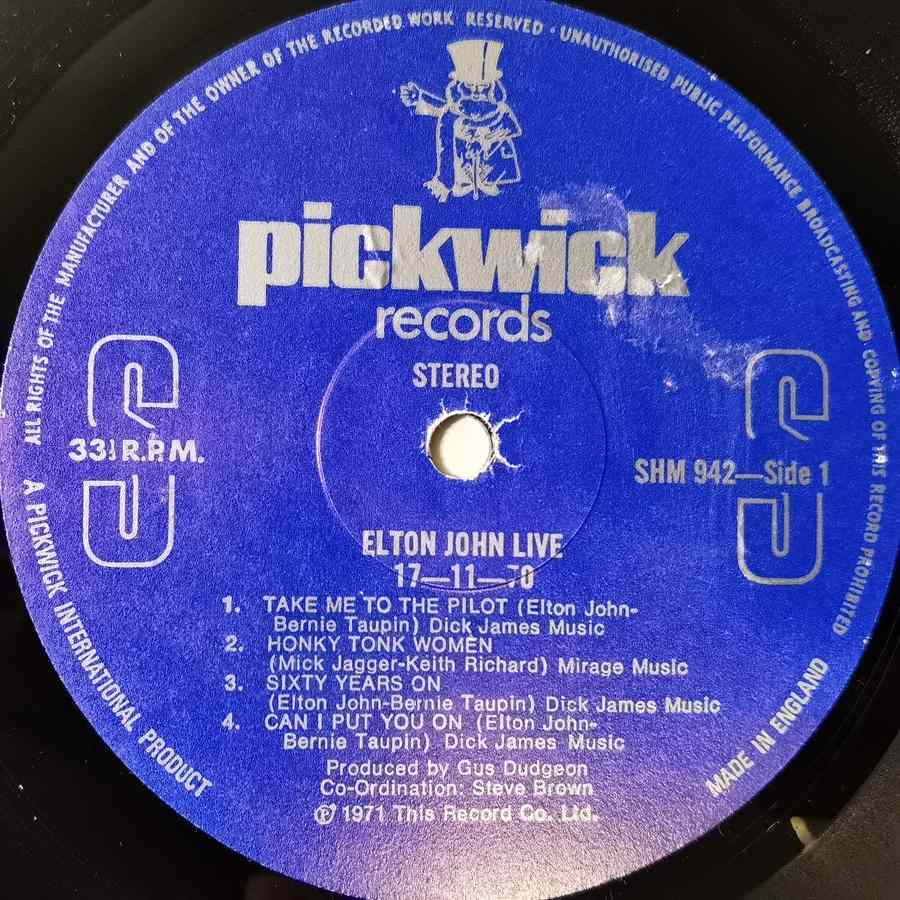 ALL RIGHTS OF THE MANUFACTURER AND OF THE OWNER OF THE RECORDED WORK RESERVED · UNAUTHORISED PUBLIC PERFORMANCE BROADCASTING AND COPYING OF THIS RECORD PROHIBITED
pickwick
records
STEREO
33⅓ R.P.M.
SHM 942—Side 1
ELTON JOHN LIVE
17—11—70
1. TAKE ME TO THE PILOT (Elton John-
Bernie Taupin) Dick James Music
2. HONKY TONK WOMEN
(Mick Jagger-Keith Richard) Mirage Music
3. SIXTY YEARS ON
(Elton John-Bernie Taupin) Dick James Music
4. CAN I PUT YOU ON (Elton John-
Bernie Taupin) Dick James Music
Produced by Gus Dudgeon
Co-Ordination: Steve Brown
℗ 1971 This Record Co. Ltd.
A PICKWICK INTERNATIONAL PRODUCT
MADE IN ENGLAND